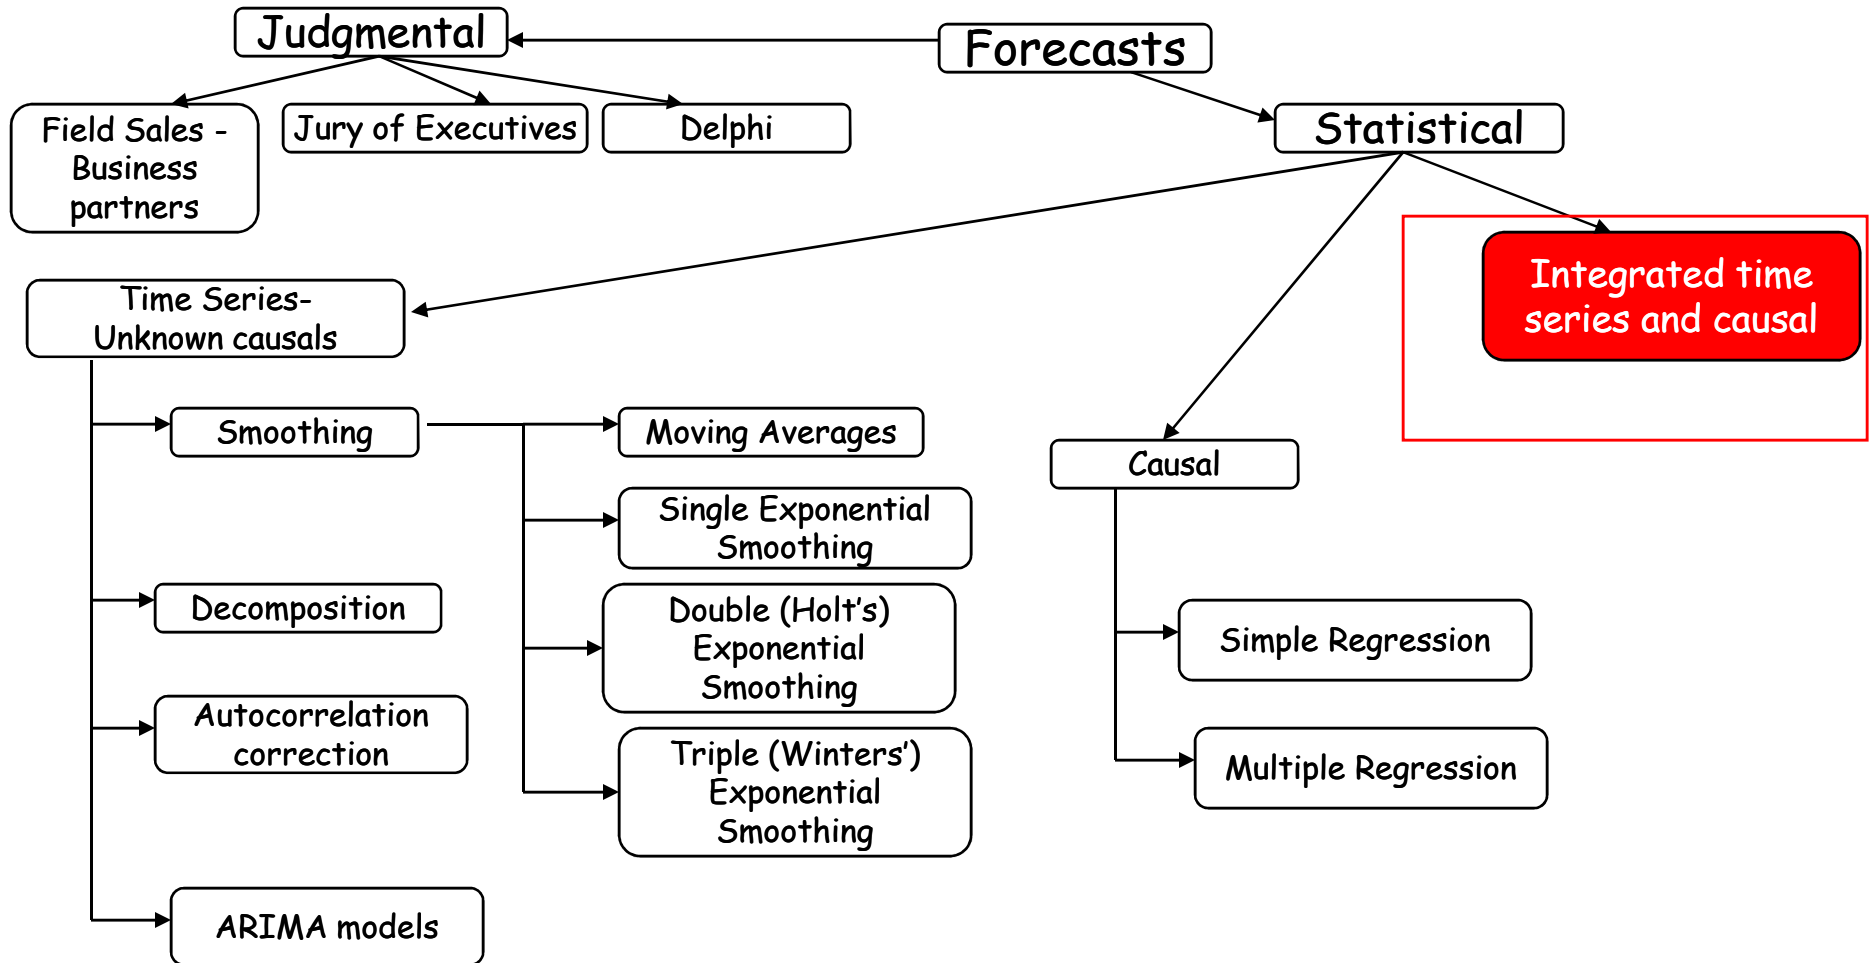 Judgmental
Forecasts
Field Sales -
Business
partners
Jury of Executives
Delphi
Statistical
Time Series-
Unknown causals
Integrated time
series and causal
Smoothing
Moving Averages
Causal
Single Exponential
Smoothing
Decomposition
Double (Holt’s)
Exponential
Smoothing
Simple Regression
Autocorrelation
correction
Triple (Winters’)
Exponential
Smoothing
Multiple Regression
ARIMA models